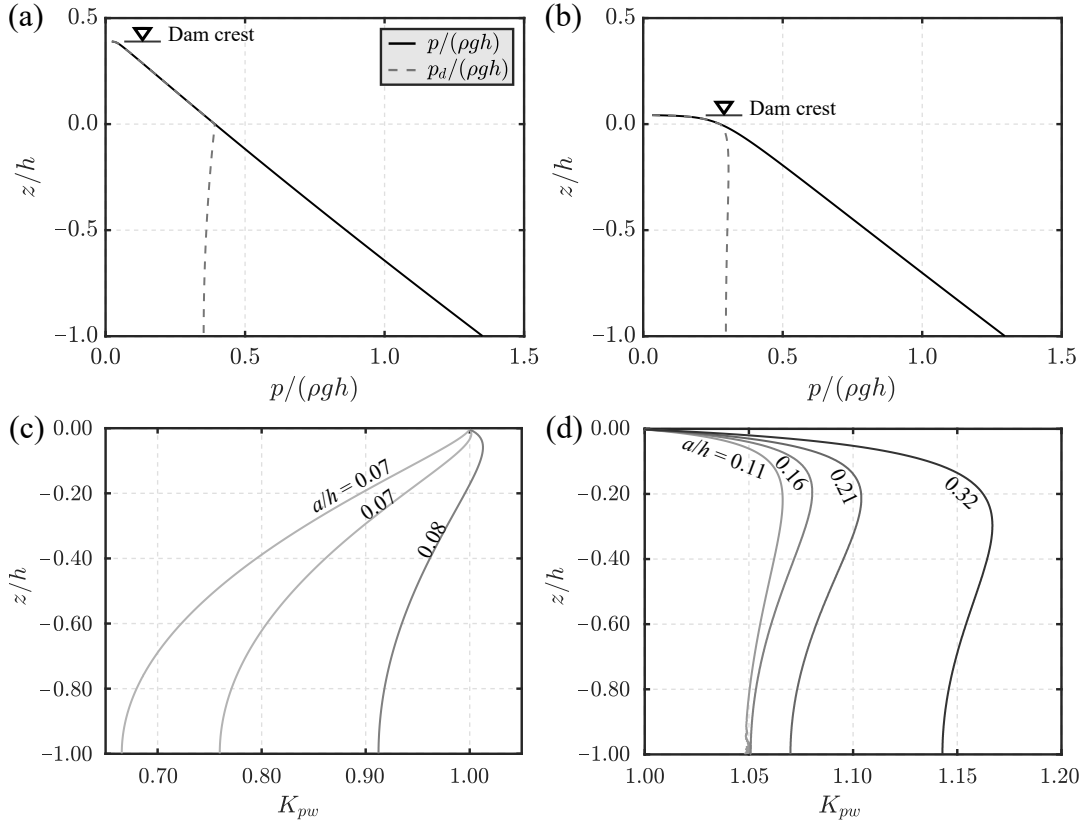 (a)
0.5
0.0
−0.5
−1.0
z/h
Dam crest
p/(ρgh)
p_d/(ρgh)
0.0 0.5 1.0 1.5
p/(ρgh)
(b)
0.5
0.0
−0.5
−1.0
z/h
Dam crest
0.0 0.5 1.0 1.5
p/(ρgh)
(c)
0.00
−0.20
−0.40
−0.60
−0.80
−1.00
z/h
a/h = 0.07
0.07
0.08
0.70 0.80 0.90 1.00
K_pw
(d)
0.00
−0.20
−0.40
−0.60
−0.80
−1.00
z/h
a/h = 0.11
0.16
0.21
0.32
1.00 1.05 1.10 1.15 1.20
K_pw